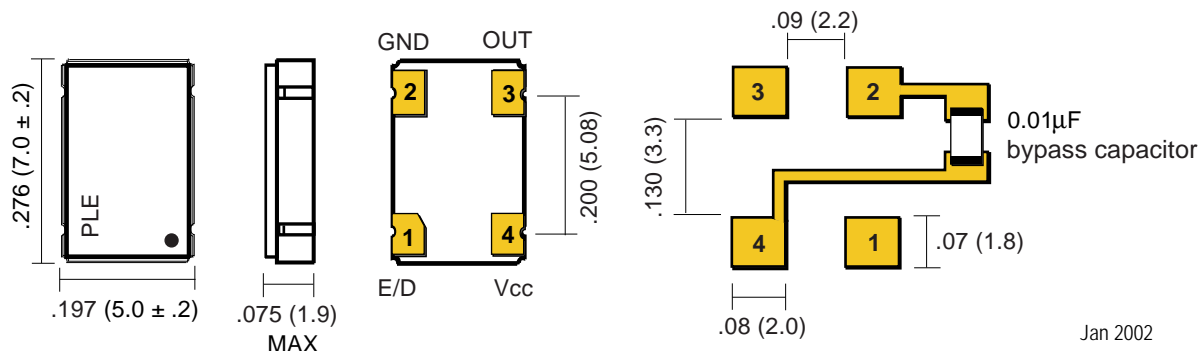 .276 (7.0 ± .2)
PLE
.197 (5.0 ± .2)
.075 (1.9)
MAX
GND
OUT
2
3
1
4
E/D
Vcc
.200 (5.08)
.09 (2.2)
3
2
0.01µF
bypass capacitor
.130 (3.3)
4
1
.07 (1.8)
.08 (2.0)
Jan 2002